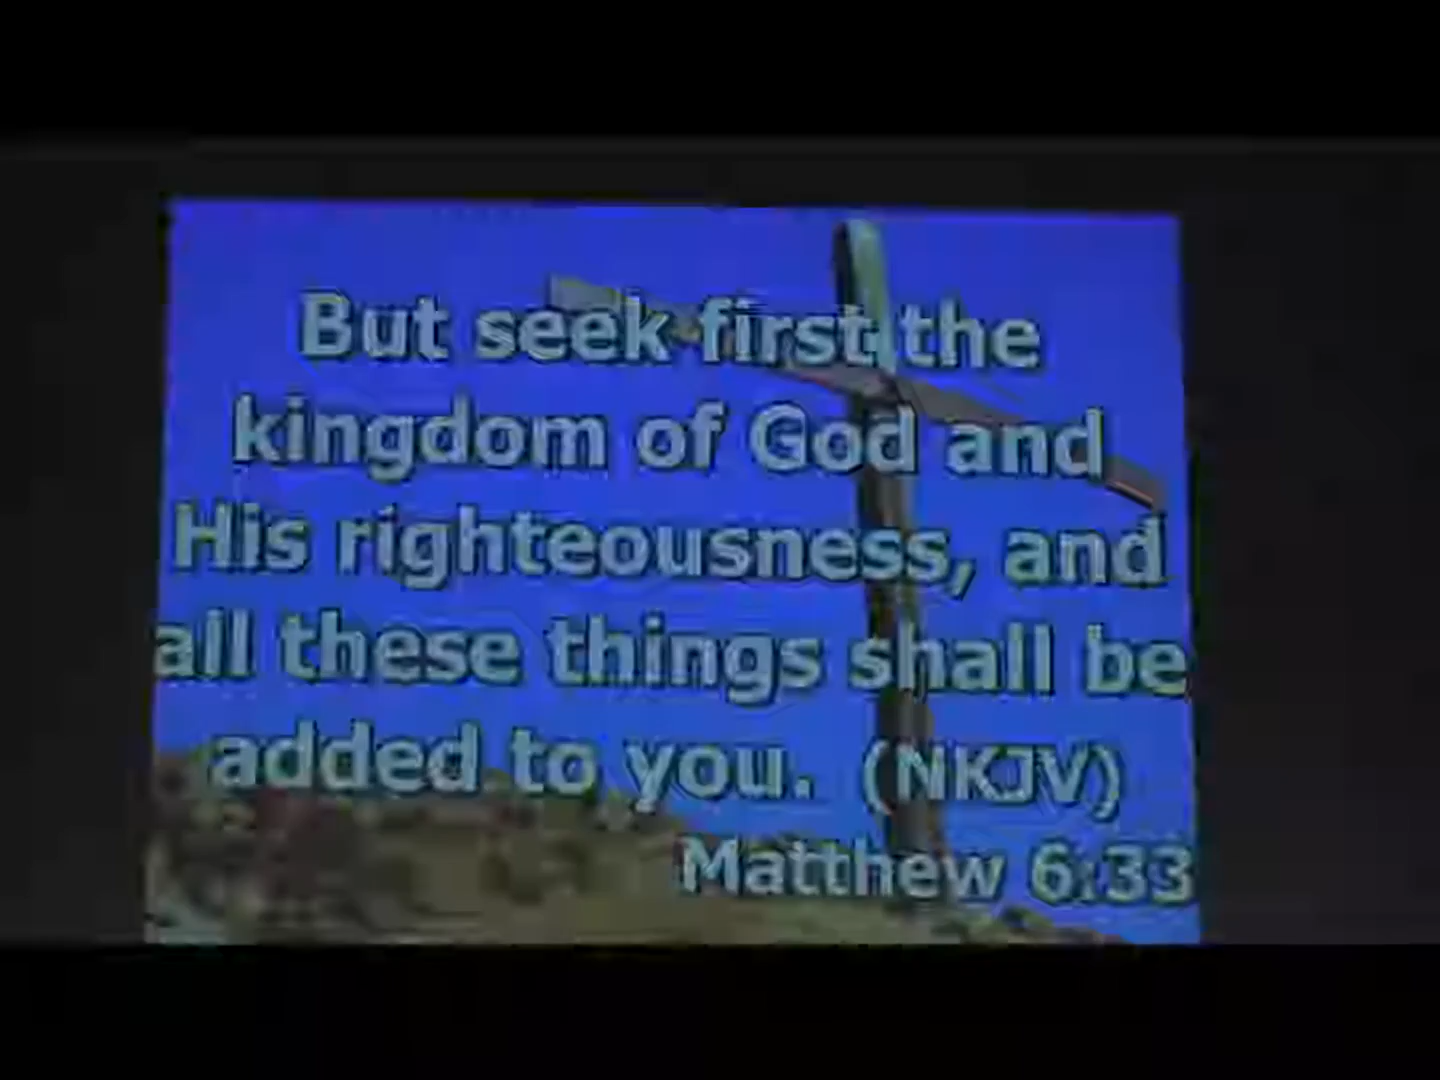 But seek first the
kingdom of God and
His righteousness, and
all these things shall be
added to you. (NKJV)
Matthew 6:33